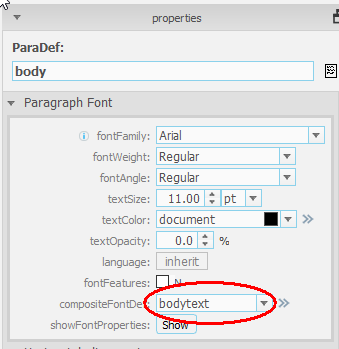 properties
ParaDef:
body
Paragraph Font
fontFamily: Arial
fontWeight: Regular
fontAngle: Regular
textSize: 11.00 pt
textColor: document
textOpacity: 0.0 %
language: inherit
fontFeatures: N
compositeFontDe bodytext
showFontProperties: Show